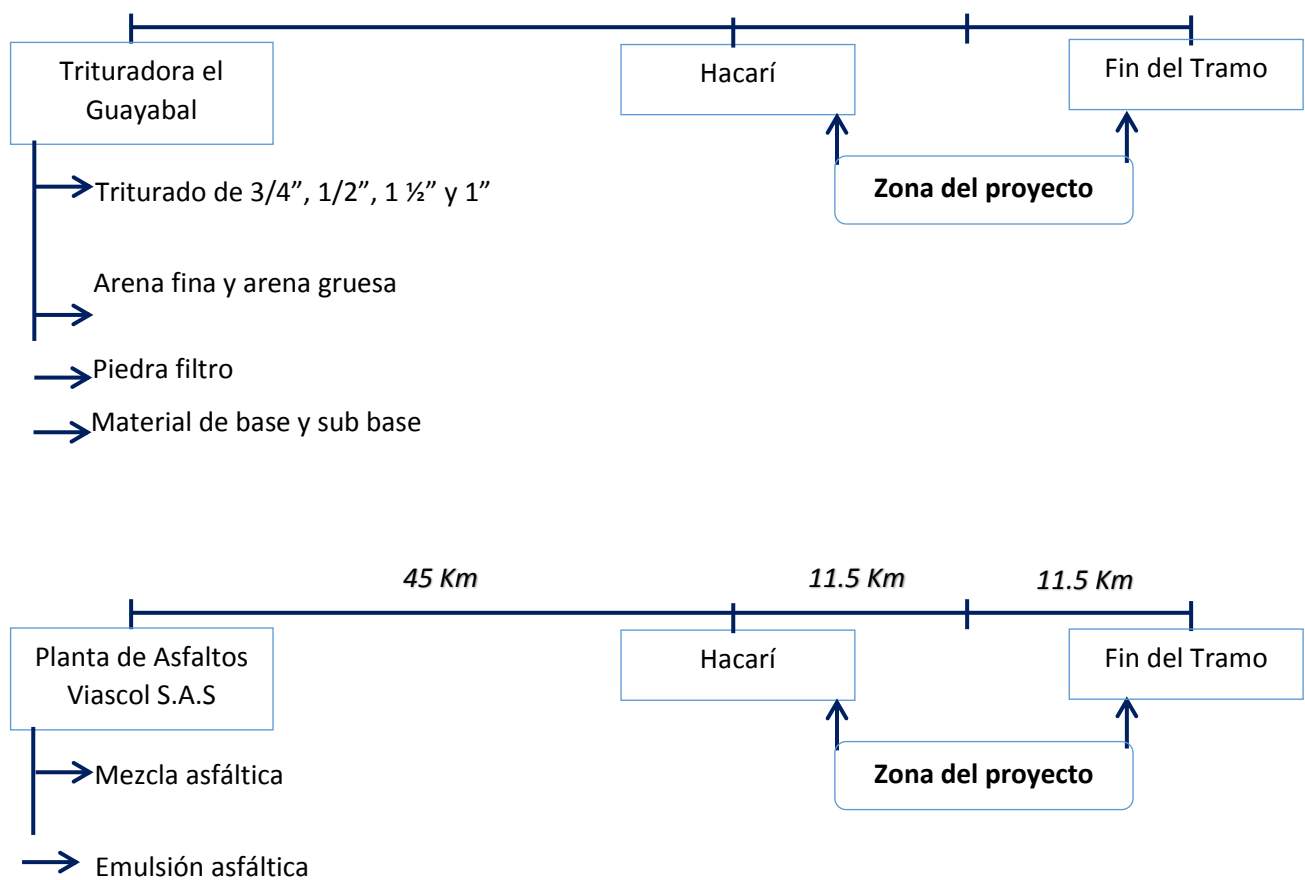 Trituradora el
Guayabal
Hacarí
Fin del Tramo
Zona del proyecto
Triturado de 3/4”, 1/2”, 1 ½” y 1”
Arena fina y arena gruesa
Piedra filtro
Material de base y sub base
45 Km
11.5 Km
11.5 Km
Planta de Asfaltos
Viascol S.A.S
Hacarí
Fin del Tramo
Zona del proyecto
Mezcla asfáltica
Emulsión asfáltica